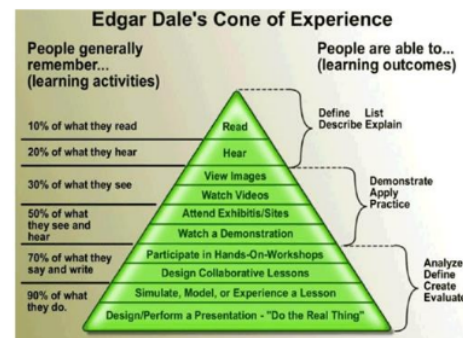 Edgar Dale's Cone of Experience
People generally
remember...
(learning activities)
People are able to...
(learning outcomes)
10% of what they read
20% of what they hear
30% of what they see
50% of what
they see and
hear
70% of what they
say and write
90% of what
they do.
Read
Hear
View Images
Watch Videos
Attend Exhibitis/Sites
Watch a Demonstration
Participate in Hands-On-Workshops
Design Collaborative Lessons
Simulate, Model, or Experience a Lesson
Design/Perform a Presentation - "Do the Real Thing"
Define List
Describe Explain
Demonstrate
Apply
Practice
Analyze
Define
Create
Evaluate